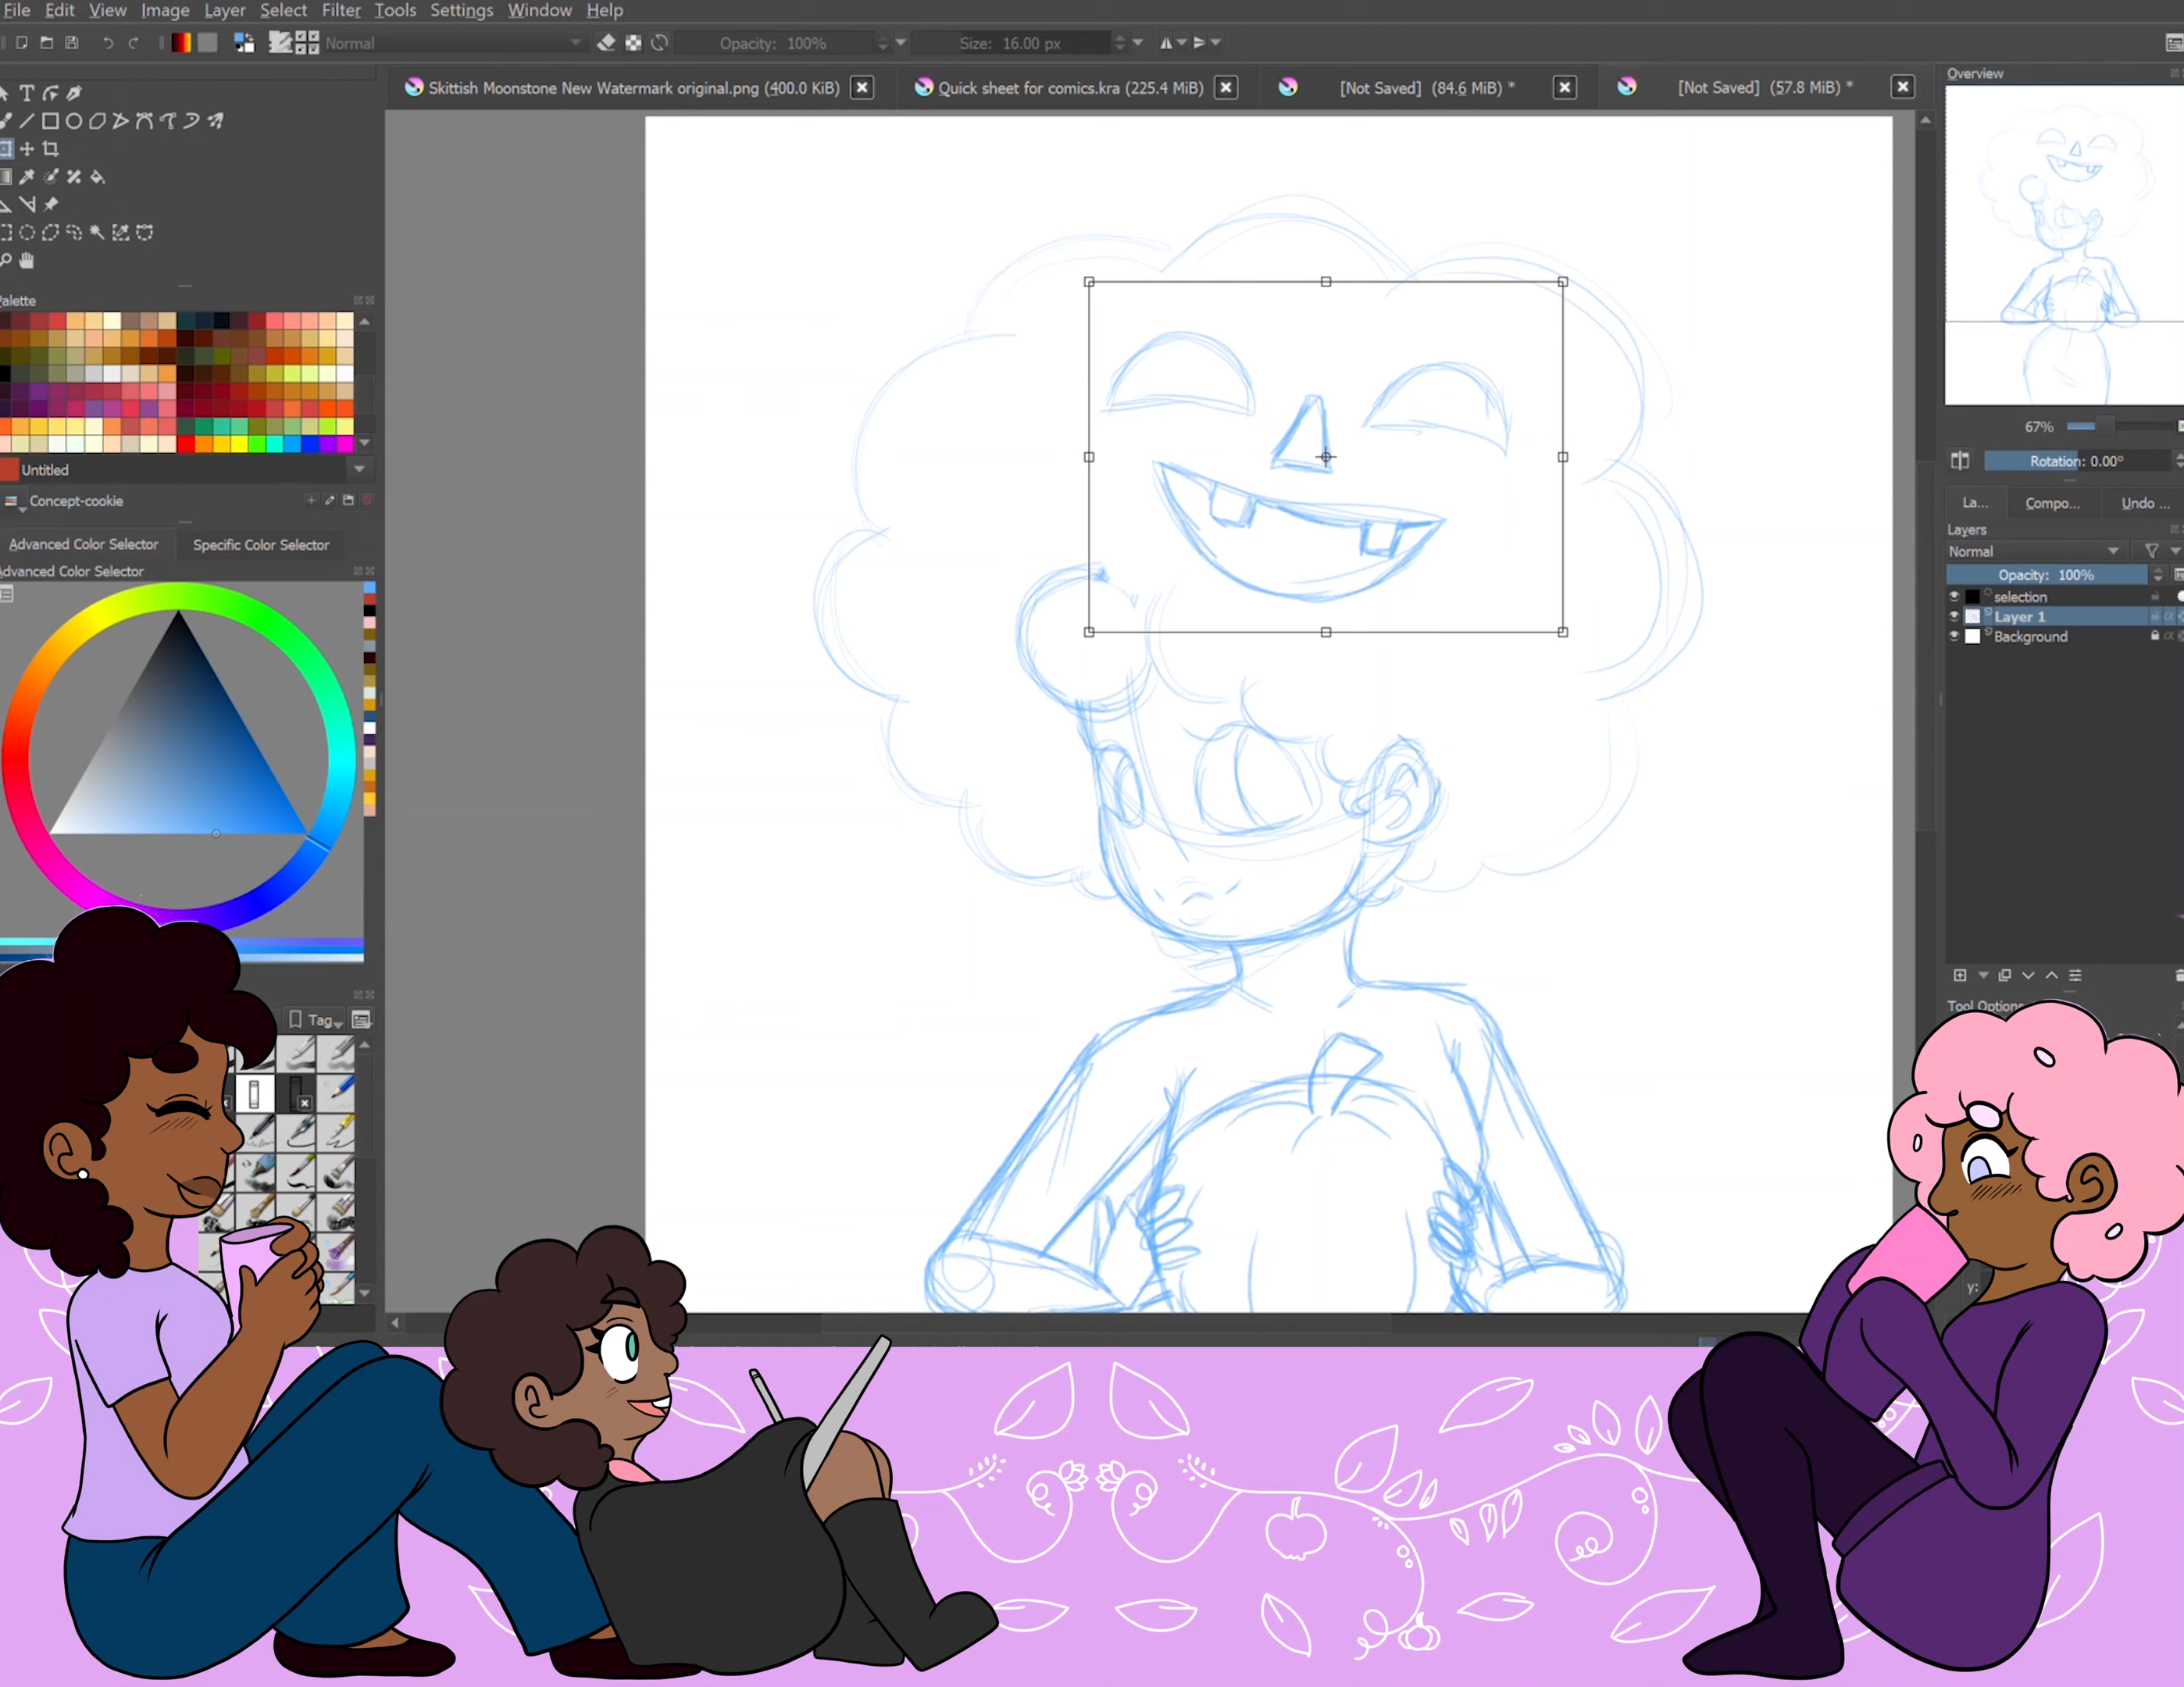 File Edit View Image Layer Select Filter Tools Settings Window Help
Normal Opacity: 100% Size: 16.00 px
Skittish Moonstone New Watermark original.png (400.0 KiB) Quick sheet for comics.kra (225.4 MiB) [Not Saved] (84.6 MiB) * [Not Saved] (57.8 MiB) *
Overview
67%
Rotation: 0.00°
La... Compo... Undo ...
Layers
Normal
Opacity: 100%
selection
Layer 1
Background
Tool Options
y:
Palette
Untitled
Concept-cookie
Advanced Color Selector Specific Color Selector
Advanced Color Selector
Tag